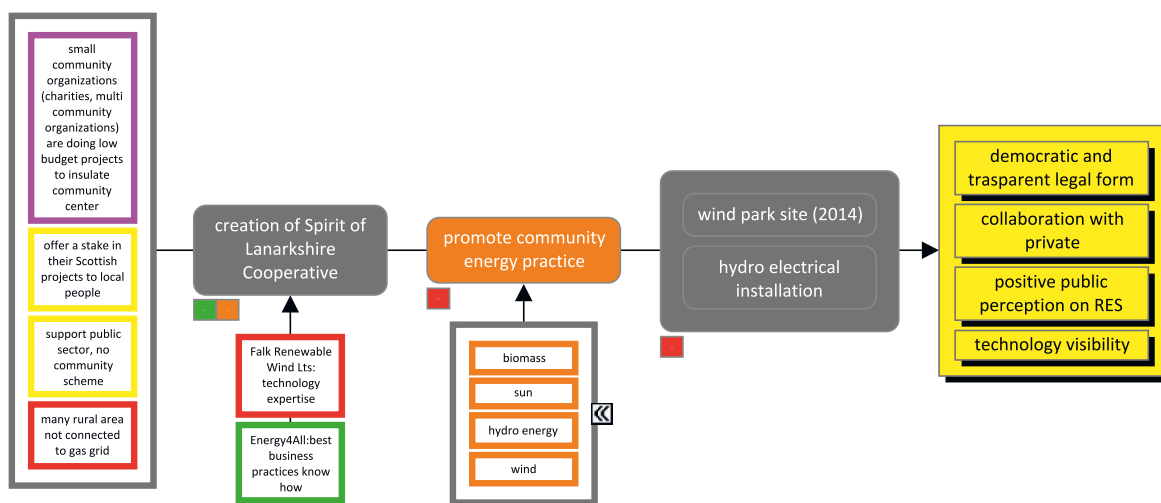 small
community
organizations
(charities, multi
community
organizations)
are doing low
budget projects
to insulate
community
center
offer a stake in
their Scottish
projects to local
people
support public
sector, no
community
scheme
many rural area
not connected
to gas grid
creation of Spirit of
Lanarkshire
Cooperative
Falk Renewable
Wind Lts:
technology
expertise
Energy4All:best
business
practices know
how
promote community
energy practice
biomass
sun
hydro energy
wind
wind park site (2014)
hydro electrical
installation
democratic and
trasparent legal form
collaboration with
private
positive public
perception on RES
technology visibility